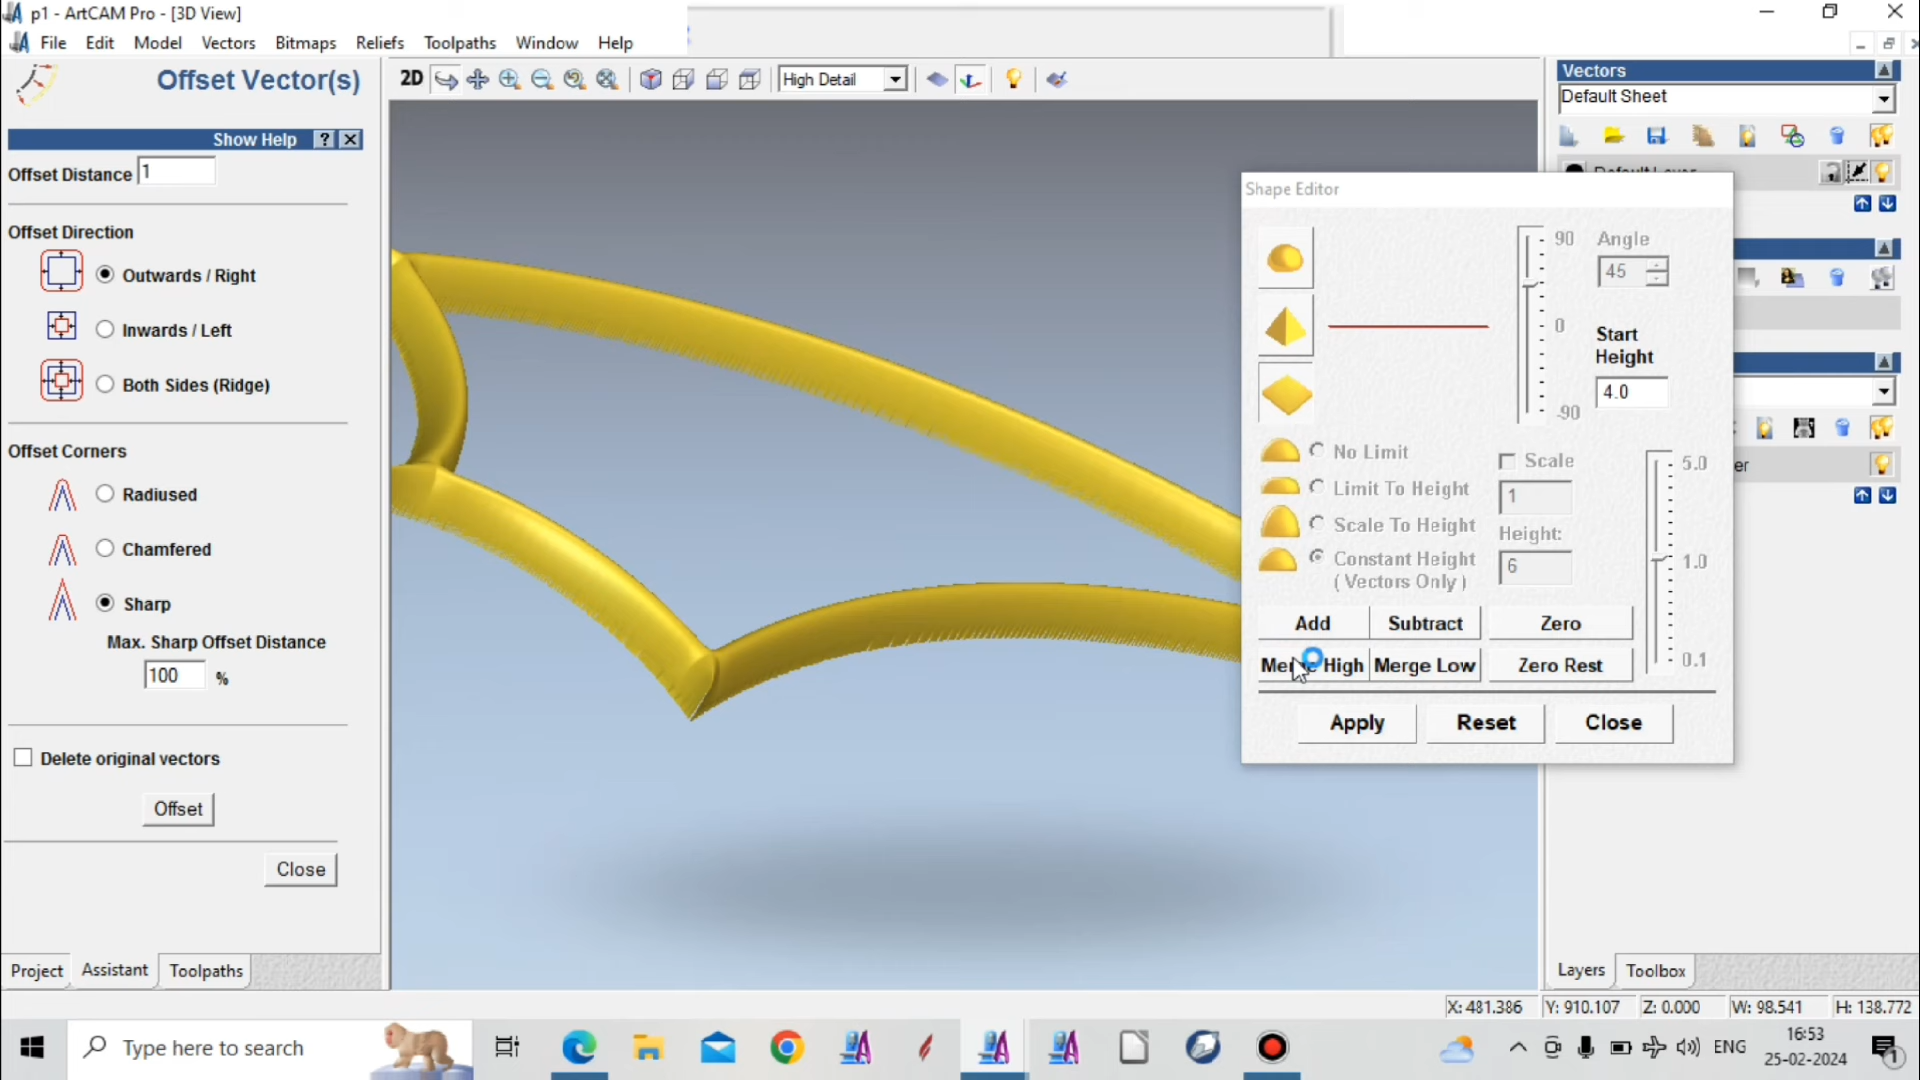 p1 - ArtCAM Pro - [3D View]
File Edit Model Vectors Bitmaps Reliefs Toolpaths Window Help
Offset Vector(s)
Show Help ?
Offset Distance 1
Offset Direction
Outwards / Right
Inwards / Left
Both Sides (Ridge)
Offset Corners
Radiused
Chamfered
Sharp
Max. Sharp Offset Distance
100 %
Delete original vectors
Offset
Close
Project Assistant Toolpaths
2D High Detail
Shape Editor
90 Angle
45
0
Start
Height
4.0
-90
No Limit
Limit To Height
Scale To Height
Constant Height
( Vectors Only )
Scale
1
Height:
6
5.0
1.0
0.1
Add Subtract Zero
Merge High Merge Low Zero Rest
Apply Reset Close
Vectors
Default Sheet
Default Layer
er
Layers Toolbox
X: 481.386 Y: 910.107 Z: 0.000 W: 98.541 H: 138.772
Type here to search
ENG
16:53
25-02-2024
1